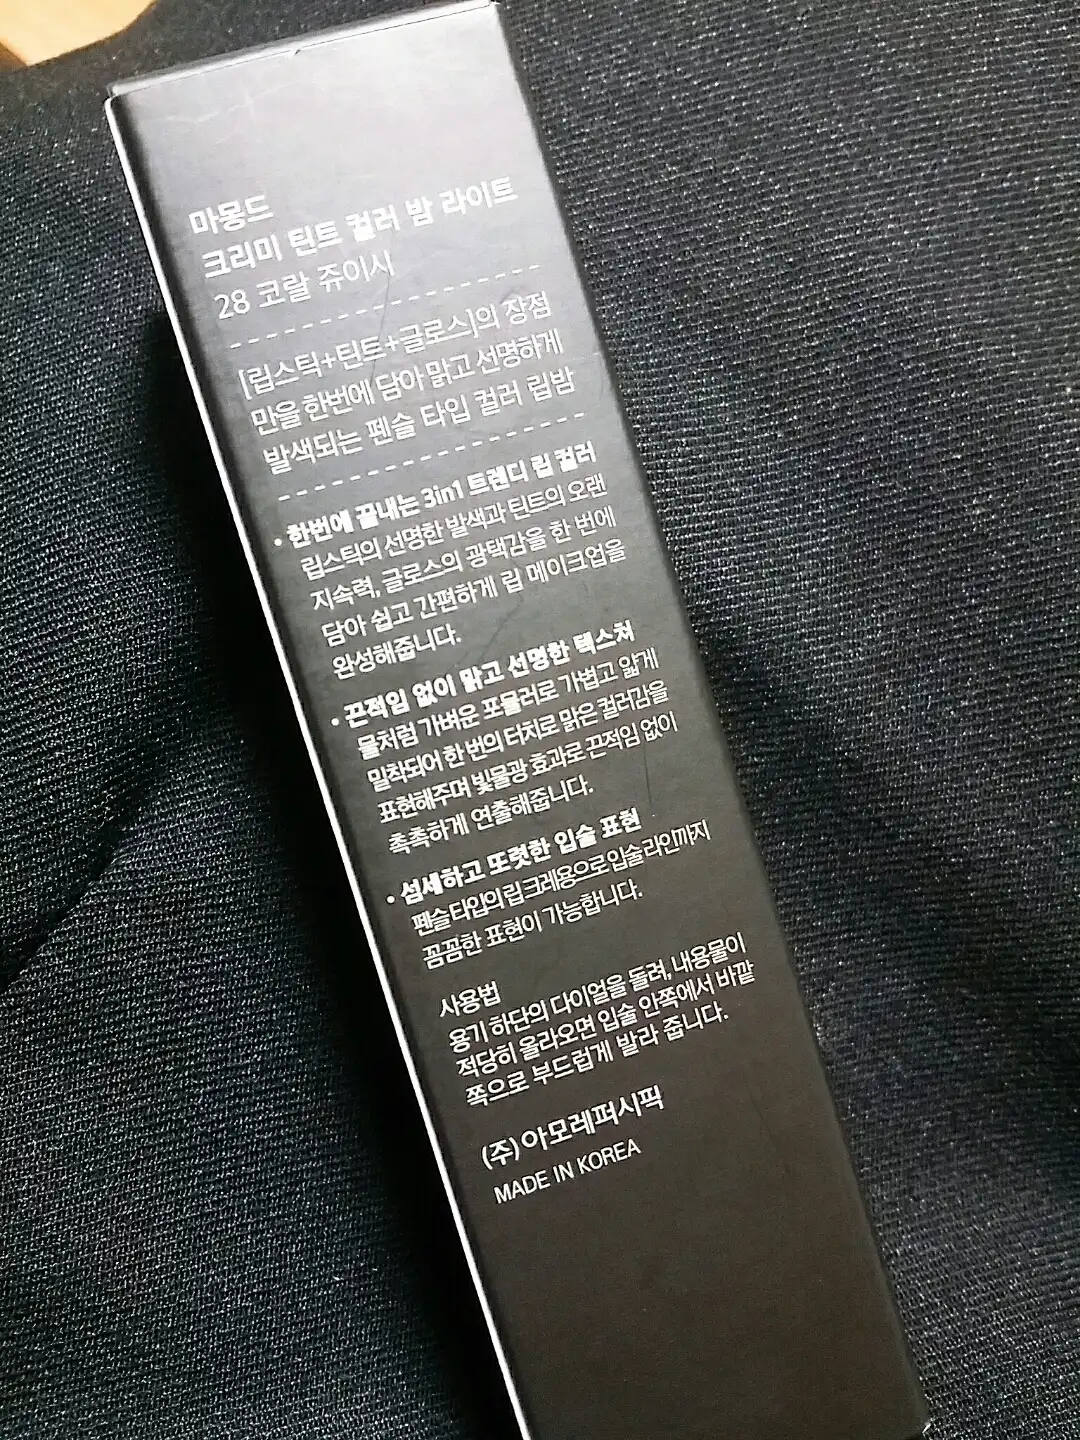 마몽드
크리미 틴트 컬러 밤 라이트
28 코랄 쥬이시
[립스틱+틴트+글로스]의 장점
만을 한번에 담아 맑고 선명하게
발색되는 펜슬 타입 컬러 립밤
• 한번에 끝내는 3in1 트렌디 립 컬러
립스틱의 선명한 발색과 틴트의 오랜
지속력, 글로스의 광택감을 한 번에
담아 쉽고 간편하게 립 메이크업을
완성해줍니다.
• 끈적임 없이 맑고 선명한 텍스쳐
물처럼 가벼운 포뮬러로 가볍고 얇게
밀착되어 한 번의 터치로 맑은 컬러감을
표현해주며 빛물광 효과로 끈적임 없이
촉촉하게 연출해줍니다.
• 섬세하고 또렷한 입술 표현
펜슬 타입의 립 크레용으로 입술 라인까지
꼼꼼한 표현이 가능합니다.
사용법
용기 하단의 다이얼을 돌려, 내용물이
적당히 올라오면 입술 안쪽에서 바깥
쪽으로 부드럽게 발라 줍니다.
(주)아모레퍼시픽
MADE IN KOREA